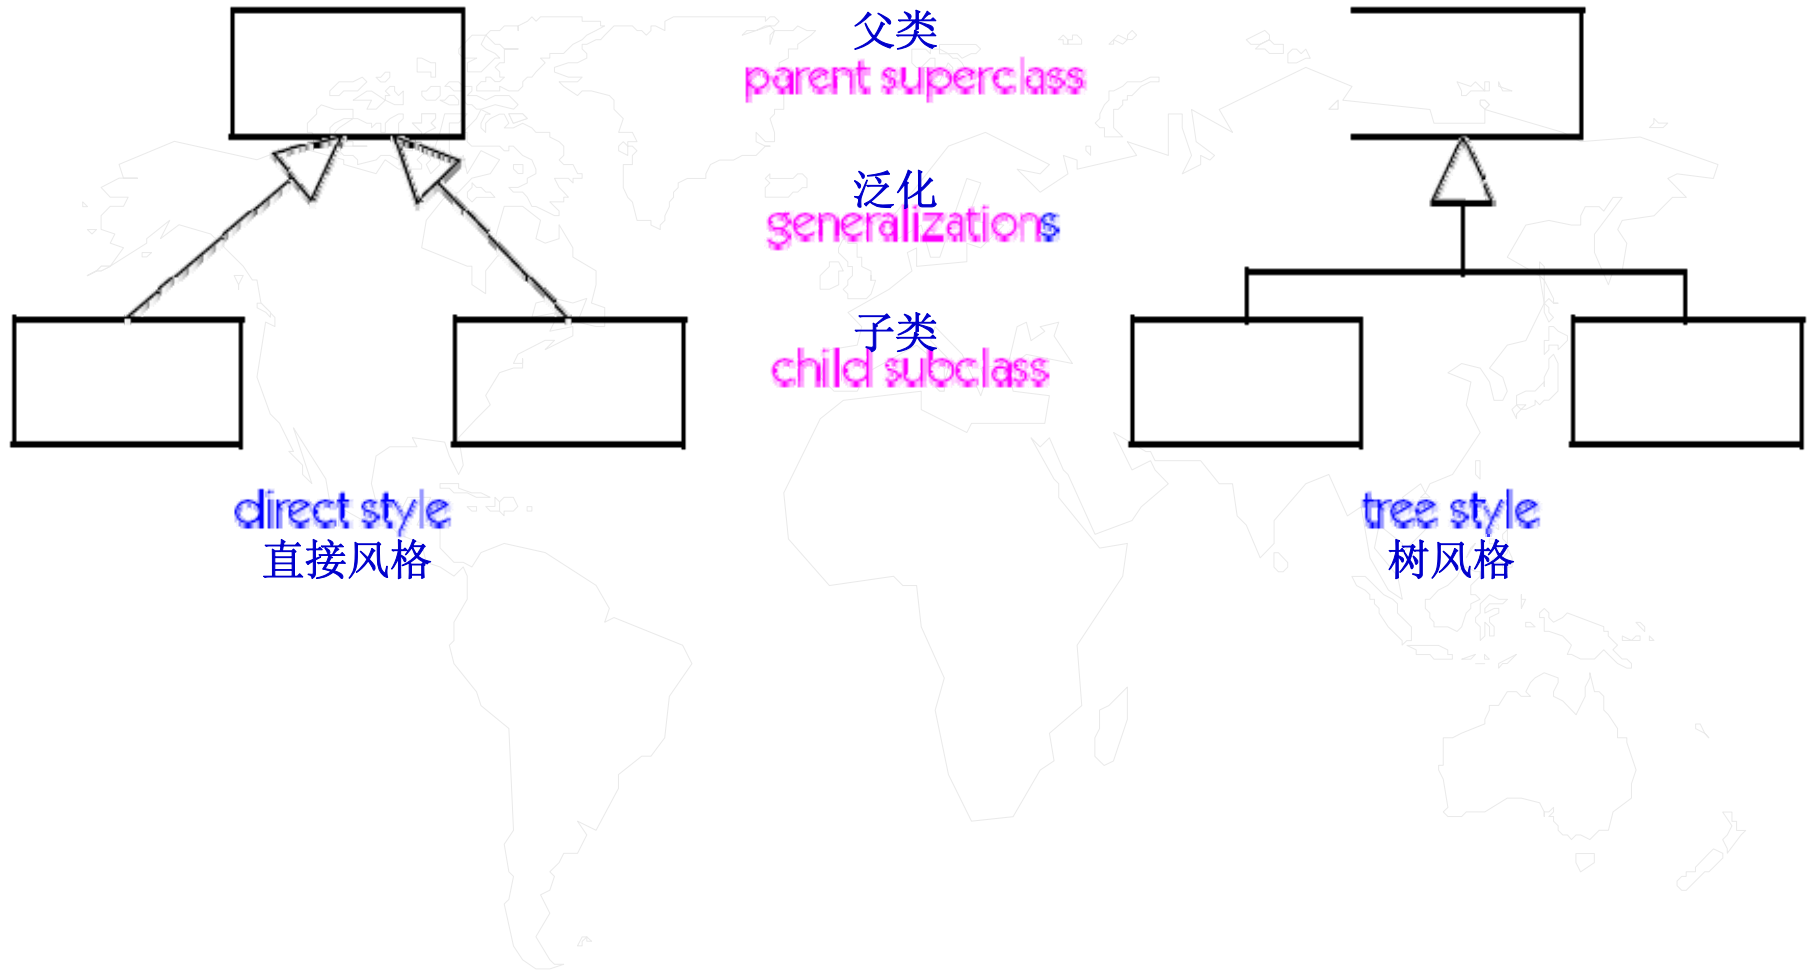 父类
parent superclass
泛化
generalizations
子类
child subclass
direct style
直接风格
tree style
树风格